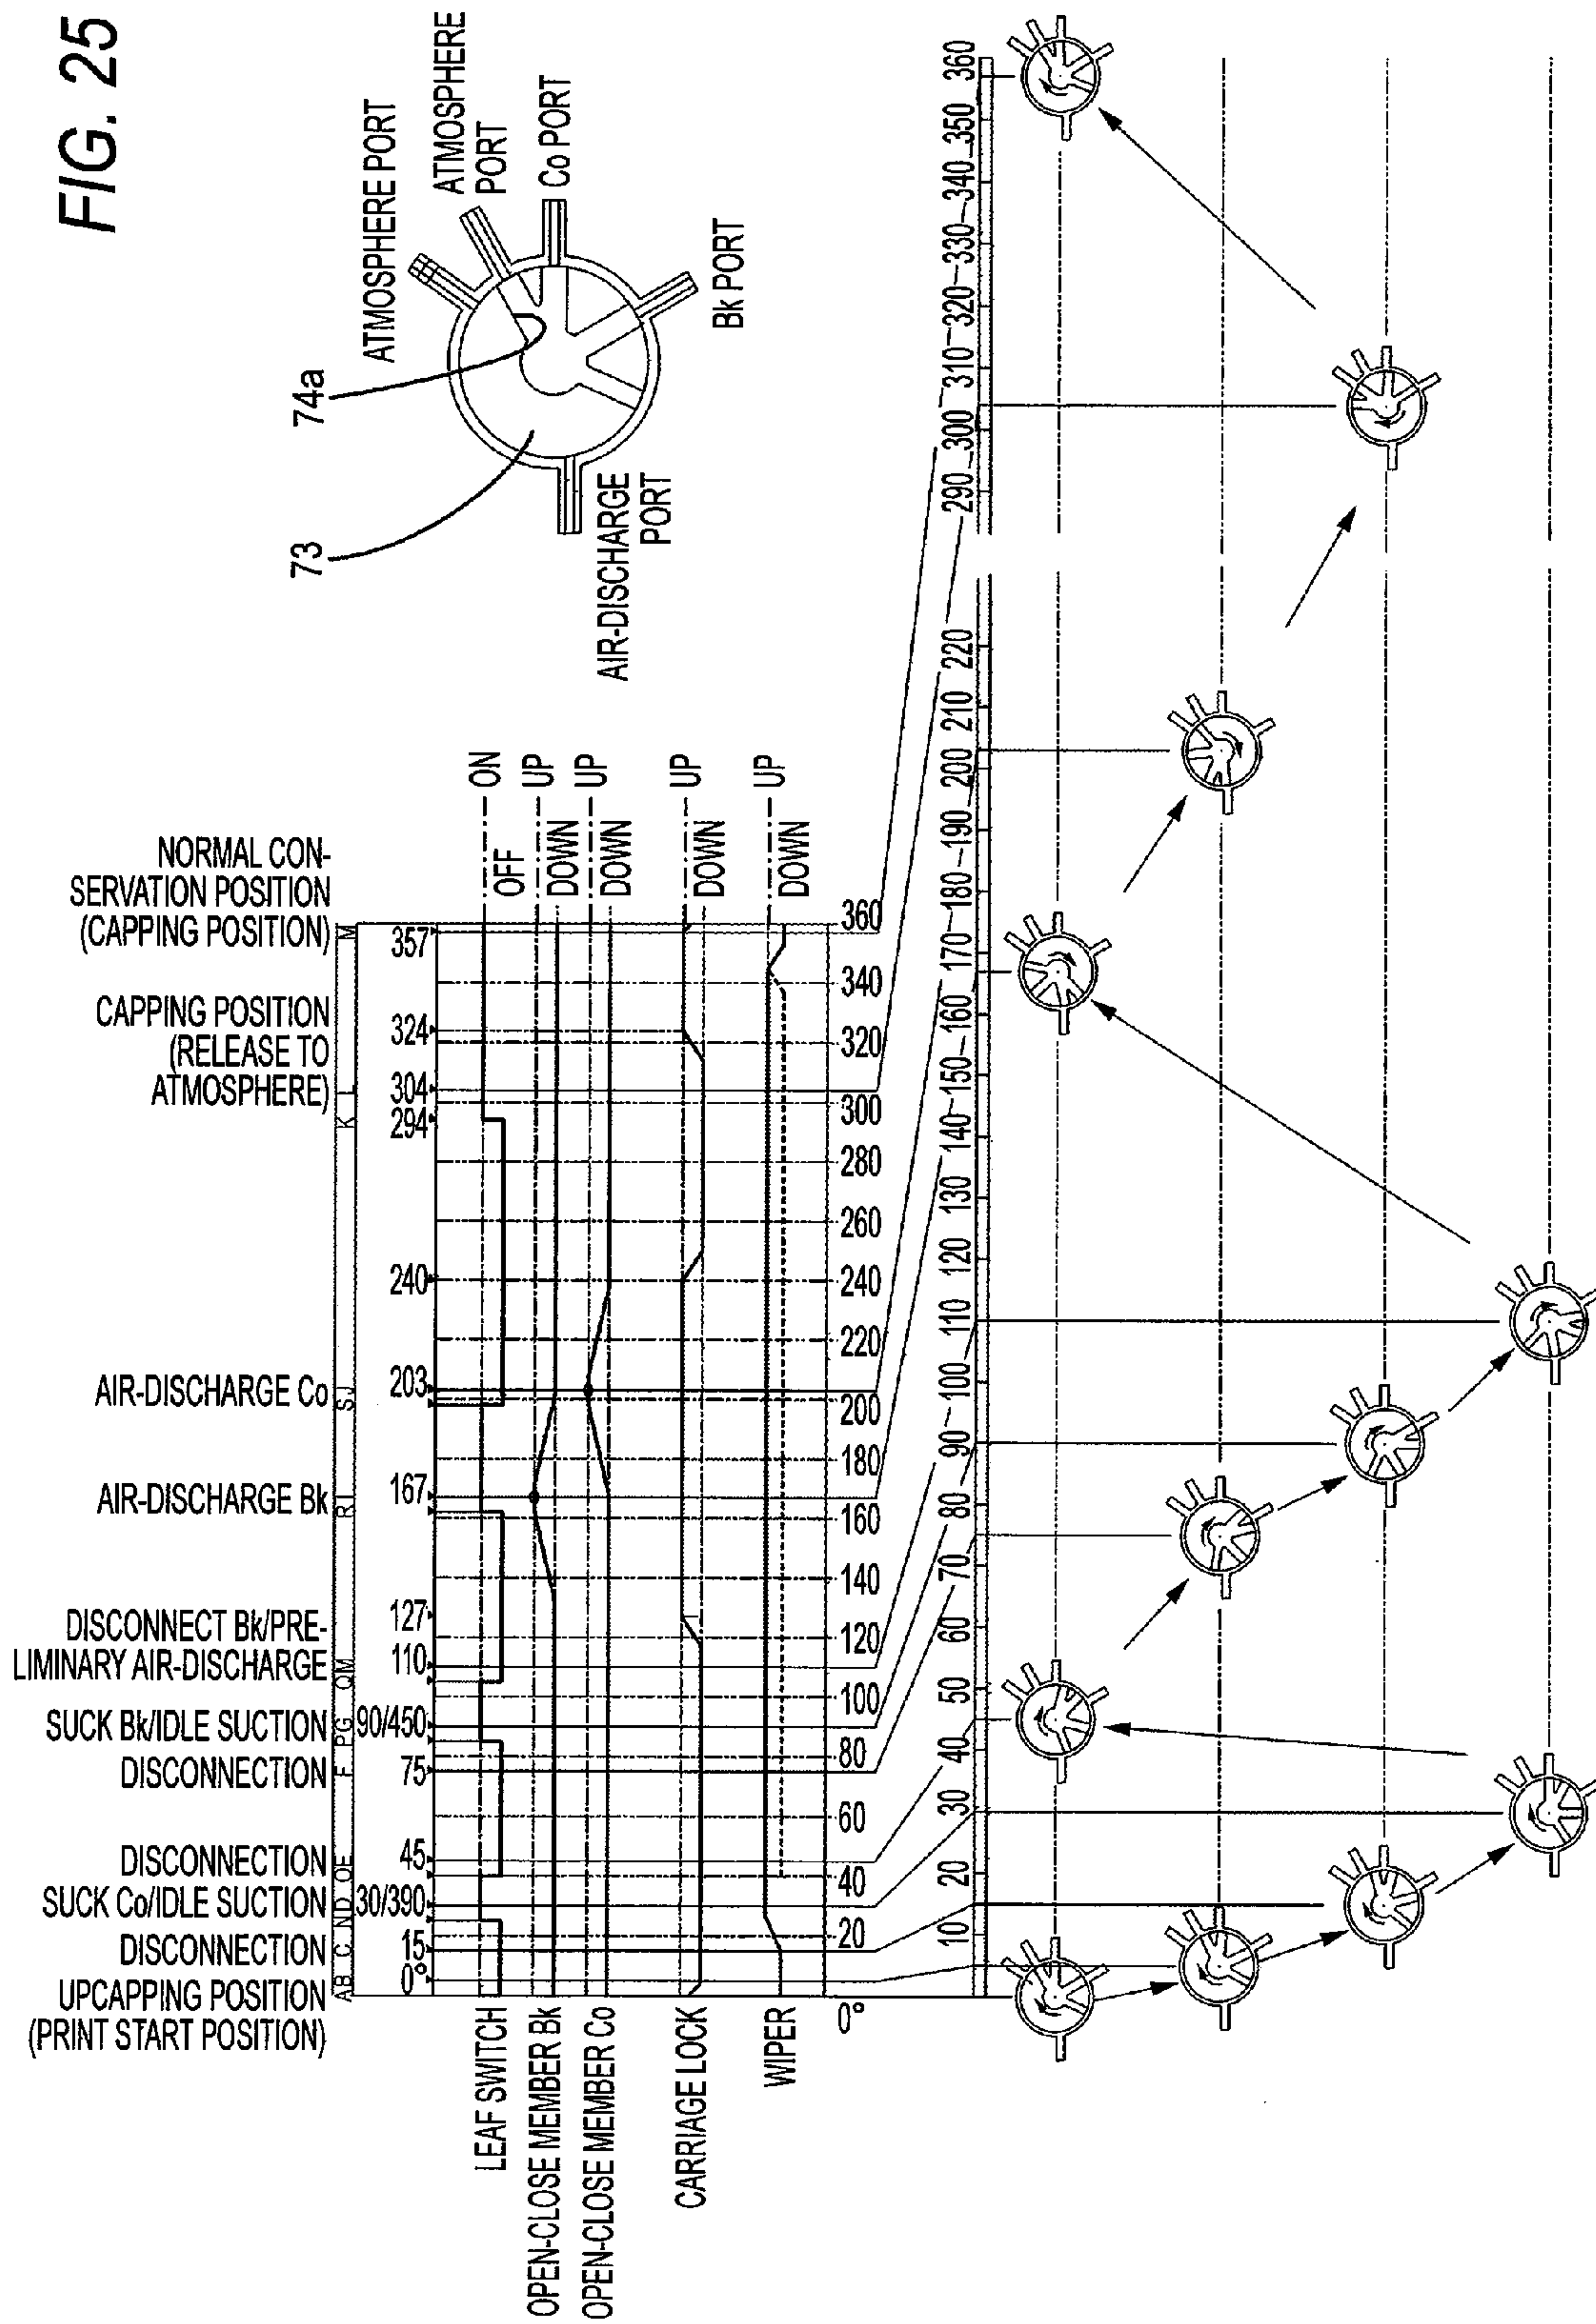 FIG. 25
74a
73
ATMOSPHERE PORT
ATMOSPHERE
PORT
Co PORT
Bk PORT
AIR-DISCHARGE
PORT
UPCAPPING POSITION
(PRINT START POSITION)
DISCONNECTION
SUCK Co/IDLE SUCTION
DISCONNECTION
DISCONNECTION
SUCK Bk/IDLE SUCTION
DISCONNECT Bk/PRE-
LIMINARY AIR-DISCHARGE
AIR-DISCHARGE Bk
AIR-DISCHARGE Co
CAPPING POSITION
(RELEASE TO
ATMOSPHERE)
NORMAL CON-
SERVATION POSITION
(CAPPING POSITION)
A B C N D O E F P G Q M R I S J K L M
0° 15 30/390 45 75 90/450 110 127 167 203 240 294 304 324 357
LEAF SWITCH
ON
OFF
OPEN-CLOSE MEMBER Bk
UP
DOWN
OPEN-CLOSE MEMBER Co
UP
DOWN
CARRIAGE LOCK
UP
DOWN
WIPER
UP
DOWN
0° 20 40 60 80 100 120 140 160 180 200 220 240 260 280 300 320 340 360
10 20 30 40 50 60 70 80 90 100 110 120 130 140 150 160 170 180 190 200 210 220 290 300 310 320 330 340 350 360